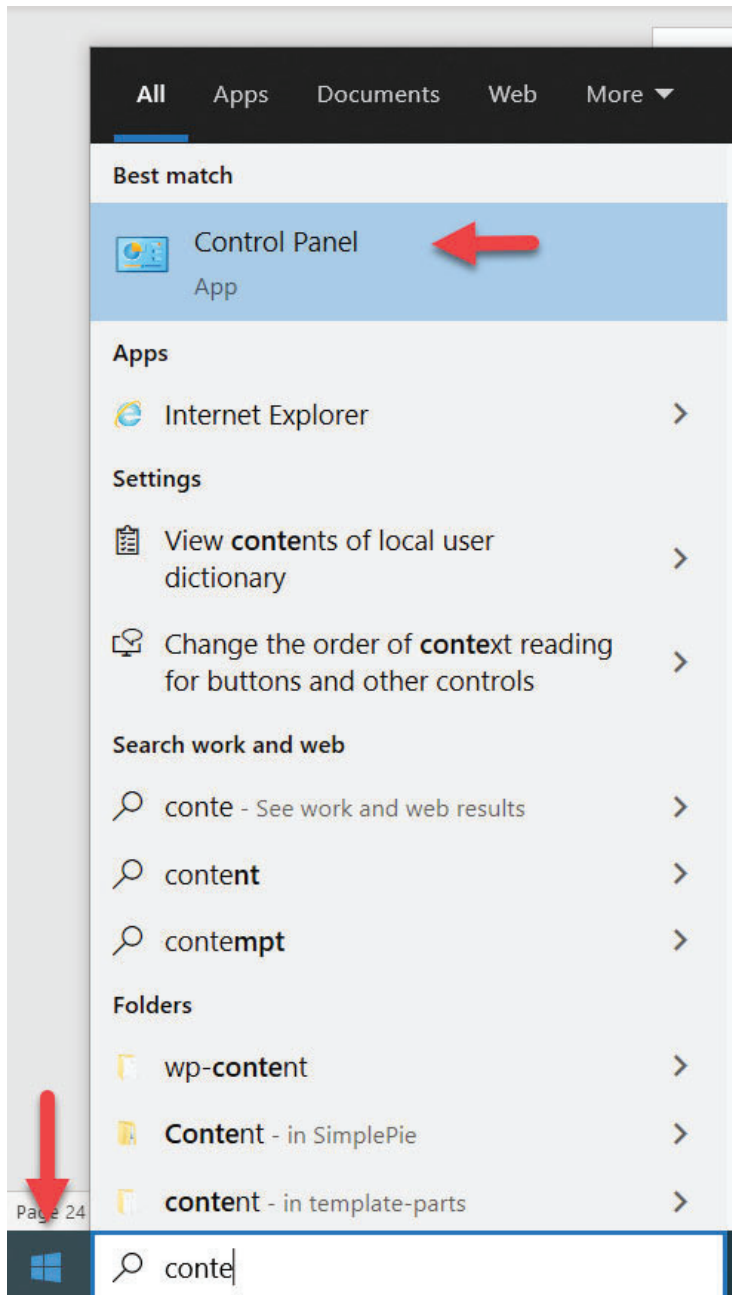 All Apps Documents Web More
Best match
Control Panel
App
Apps
Internet Explorer
Settings
View contents of local user
dictionary
Change the order of context reading
for buttons and other controls
Search work and web
conte - See work and web results
content
contempt
Folders
wp-content
Content - in SimplePie
content - in template-parts
Page 24
conte